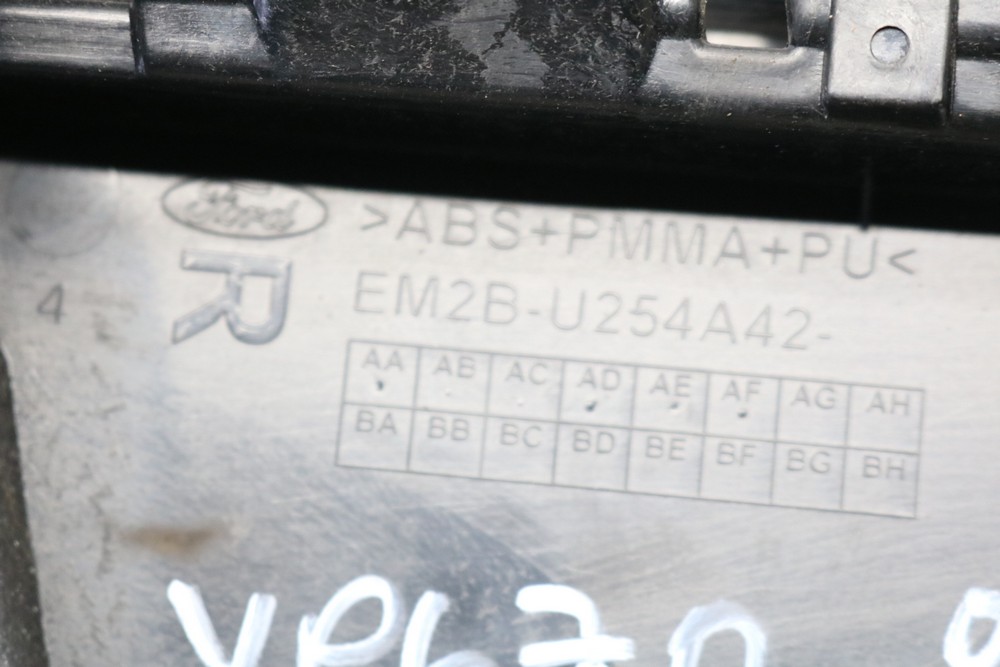 Ford >ABS+PMMA+PU<
R
4 EM2B-U254A42-
AA AB AC AD AE AF AG AH
BA BB BC BD BE BF BG BH